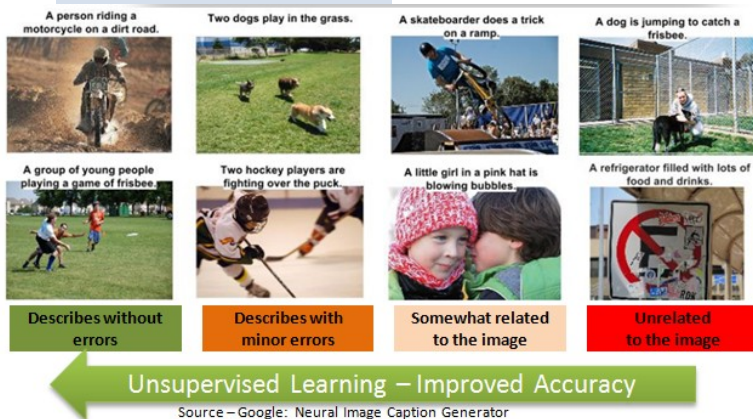 A person riding a
motorcycle on a dirt road.
Two dogs play in the grass.
A skateboarder does a trick
on a ramp.
A dog is jumping to catch a
frisbee.
A group of young people
playing a game of frisbee.
Two hockey players are
fighting over the puck.
A little girl in a pink hat is
blowing bubbles.
A refrigerator filled with lots of
food and drinks.
Describes without
errors
Describes with
minor errors
Somewhat related
to the image
Unrelated
to the image
Unsupervised Learning – Improved Accuracy
Source – Google: Neural Image Caption Generator